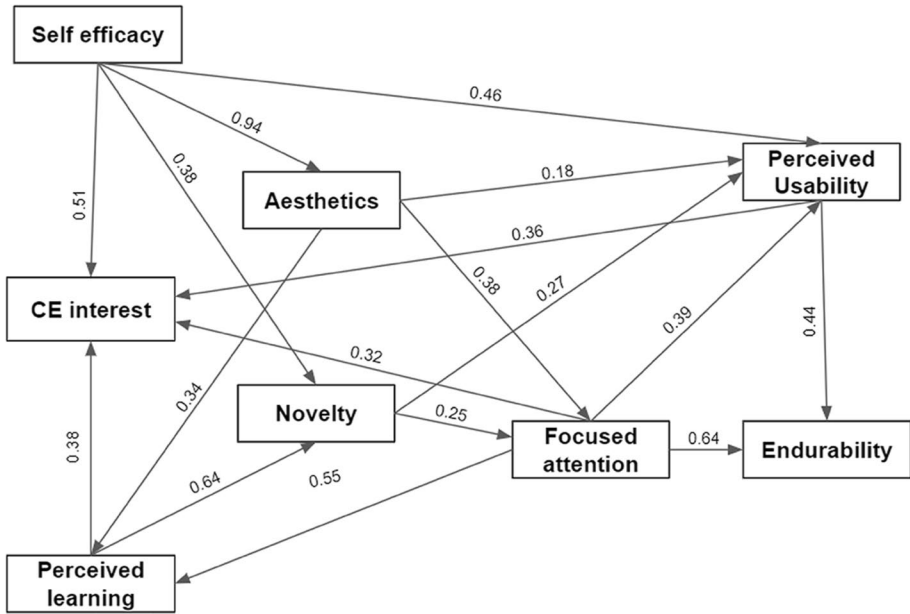 Self efficacy
0.46
0.94
Perceived
Usability
0.38
0.18
Aesthetics
0.51
0.36
0.38
0.27
CE interest
0.39
0.44
0.32
0.34
Novelty
0.25
Focused
attention
0.64
Endurability
0.38
0.64
0.55
Perceived
learning